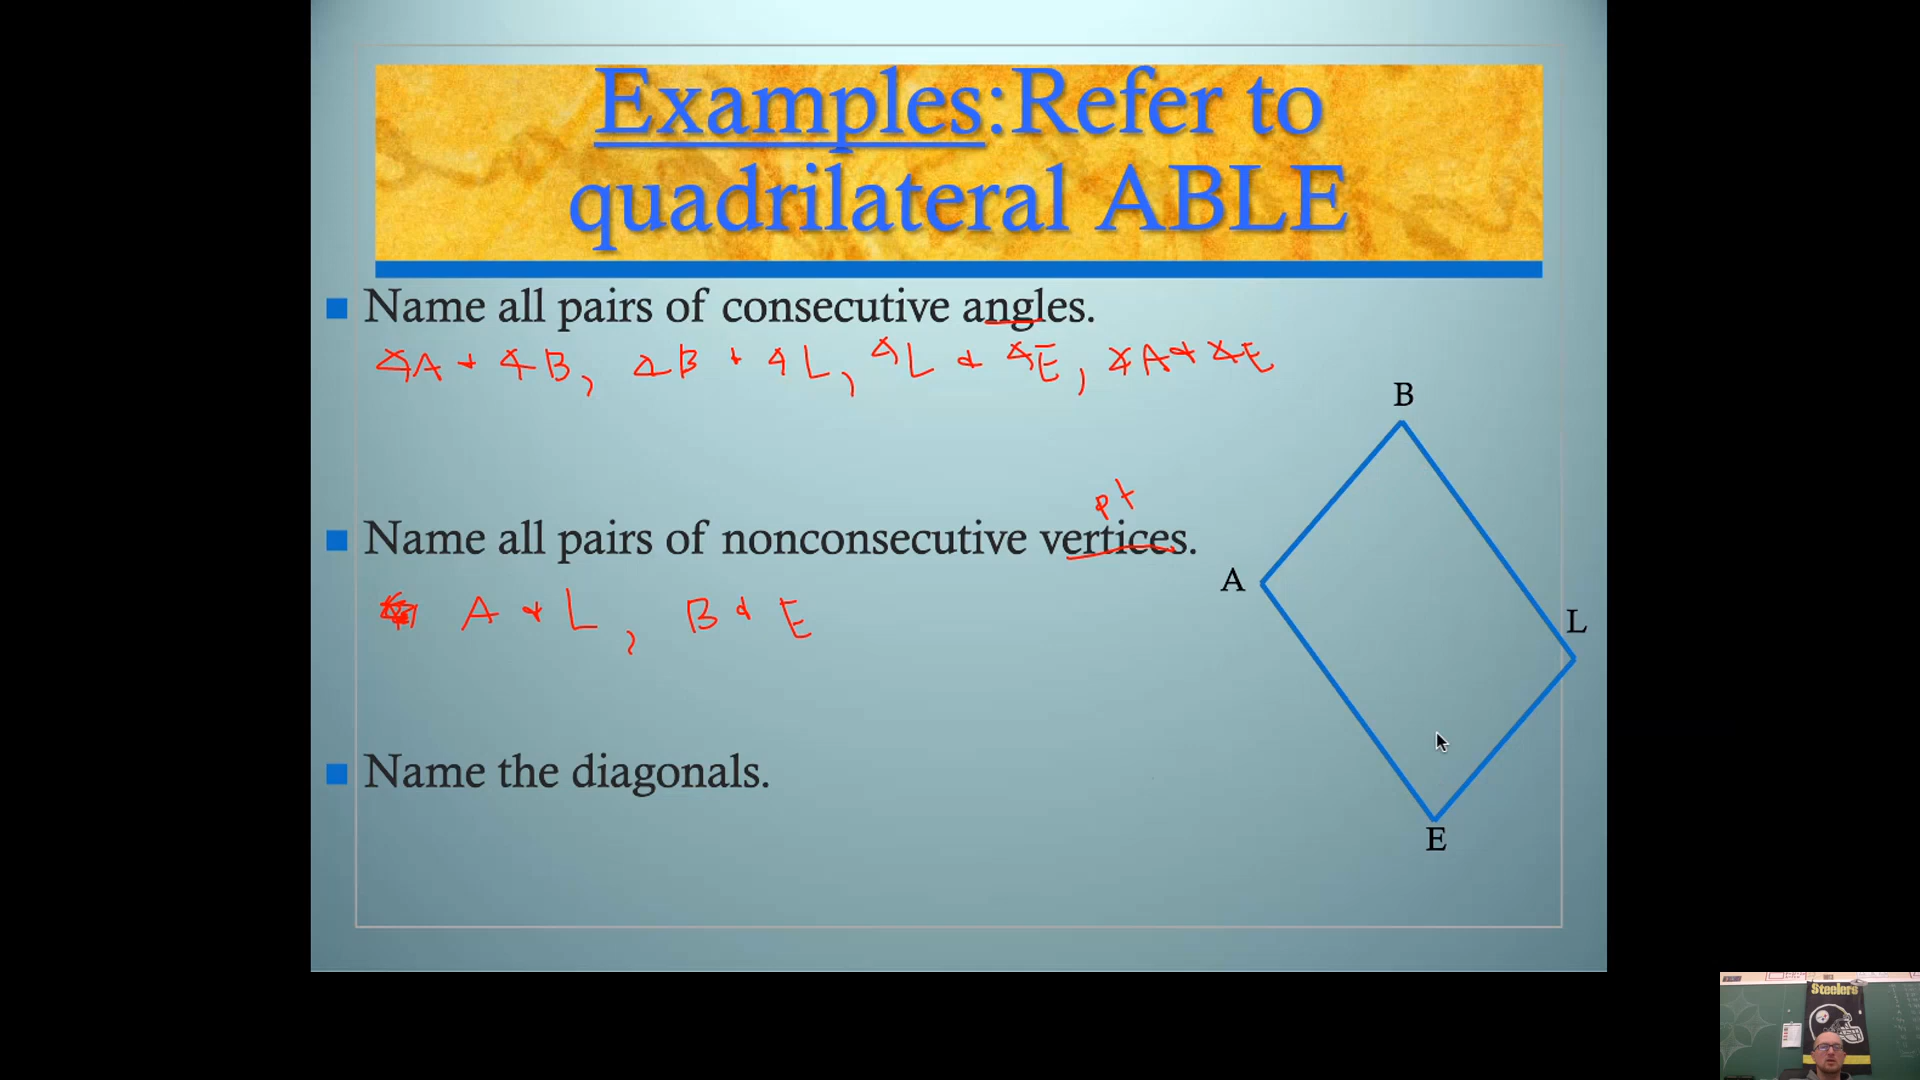 Examples:Refer to
quadrilateral ABLE
Name all pairs of consecutive angles.
∡A & ∡B, ∡B & ∡L, ∡L & ∡E, ∡A & ∡E
B
pt
Name all pairs of nonconsecutive vertices.
A
A & L, B & E
L
Name the diagonals.
E
Steelers